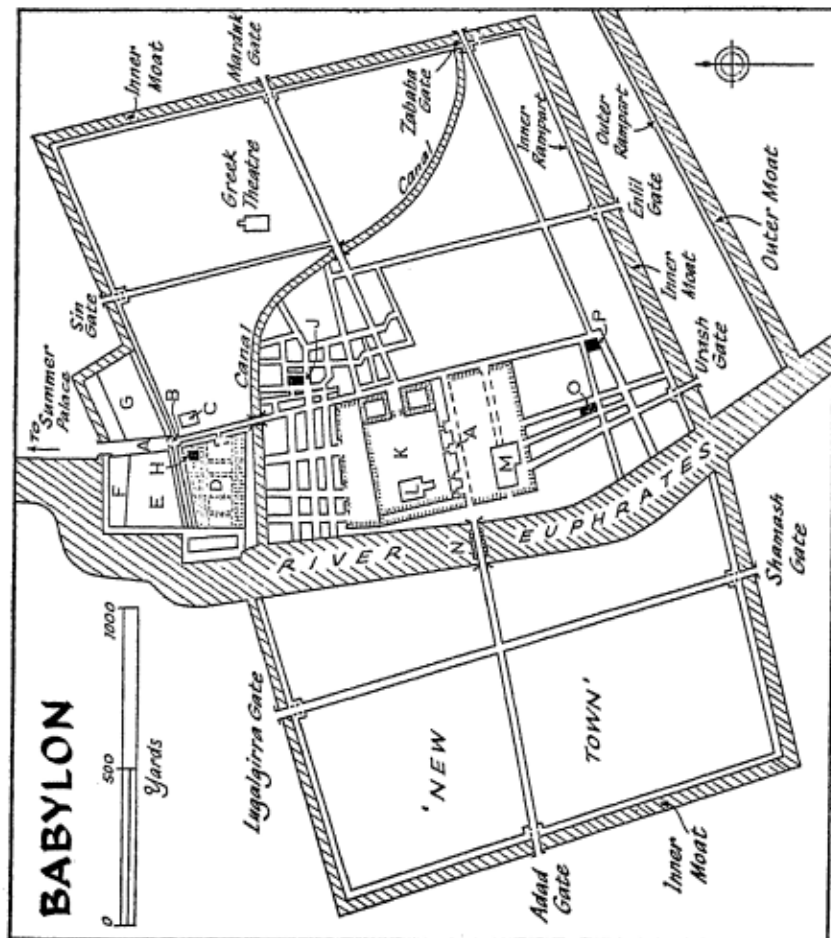 BABYLON
0 500 1000
Yards
TO
Summer
Palace
Sin
Gate
Inner
Moat
Marduk
Gate
Greek
Theatre
Canal
Canal
Zababa
Gate
Inner
Rampart
Outer
Rampart
Enlil
Gate
Outer Moat
Inner
Moat
Urash
Gate
Shamash
Gate
Lugalgirra Gate
Adad
Gate
Inner
Moat
'NEW
TOWN'
RIVER
EUPHRATES
A
B
C
D
E
F
G
H
J
K
L
M
N
O
P
A